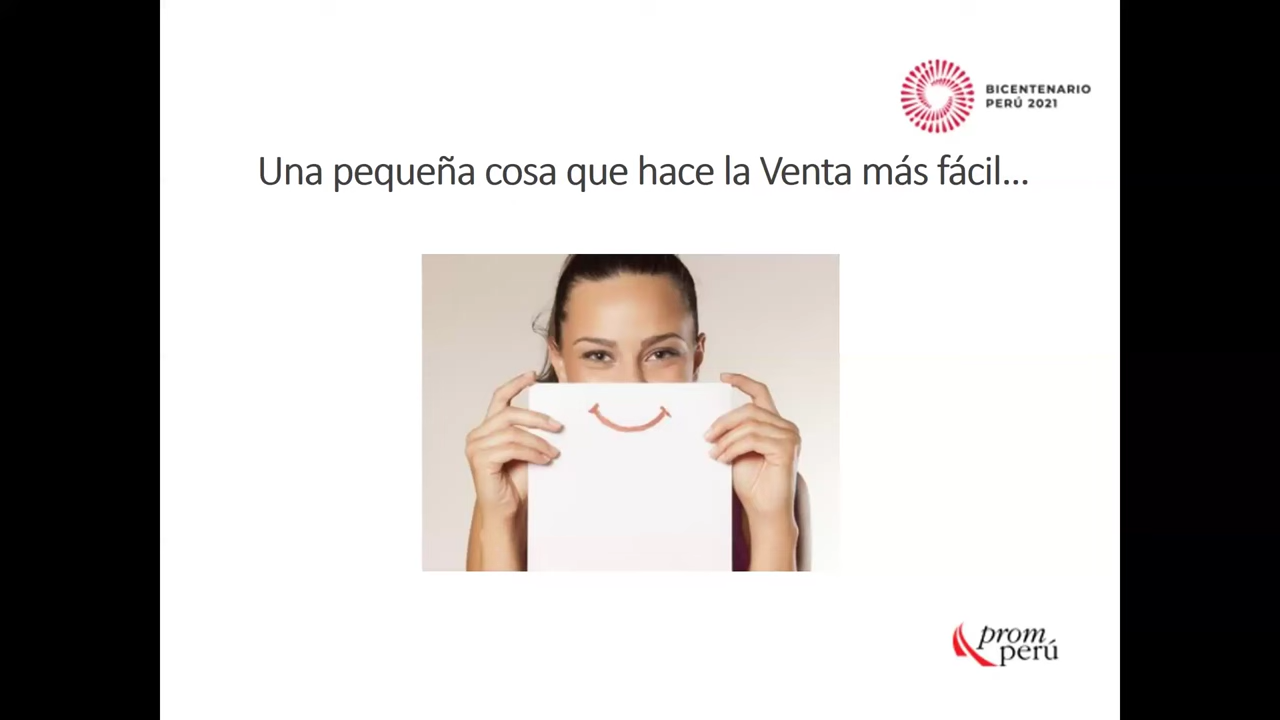 BICENTENARIO
PERÚ 2021
Una pequeña cosa que hace la Venta más fácil...
prom
perú